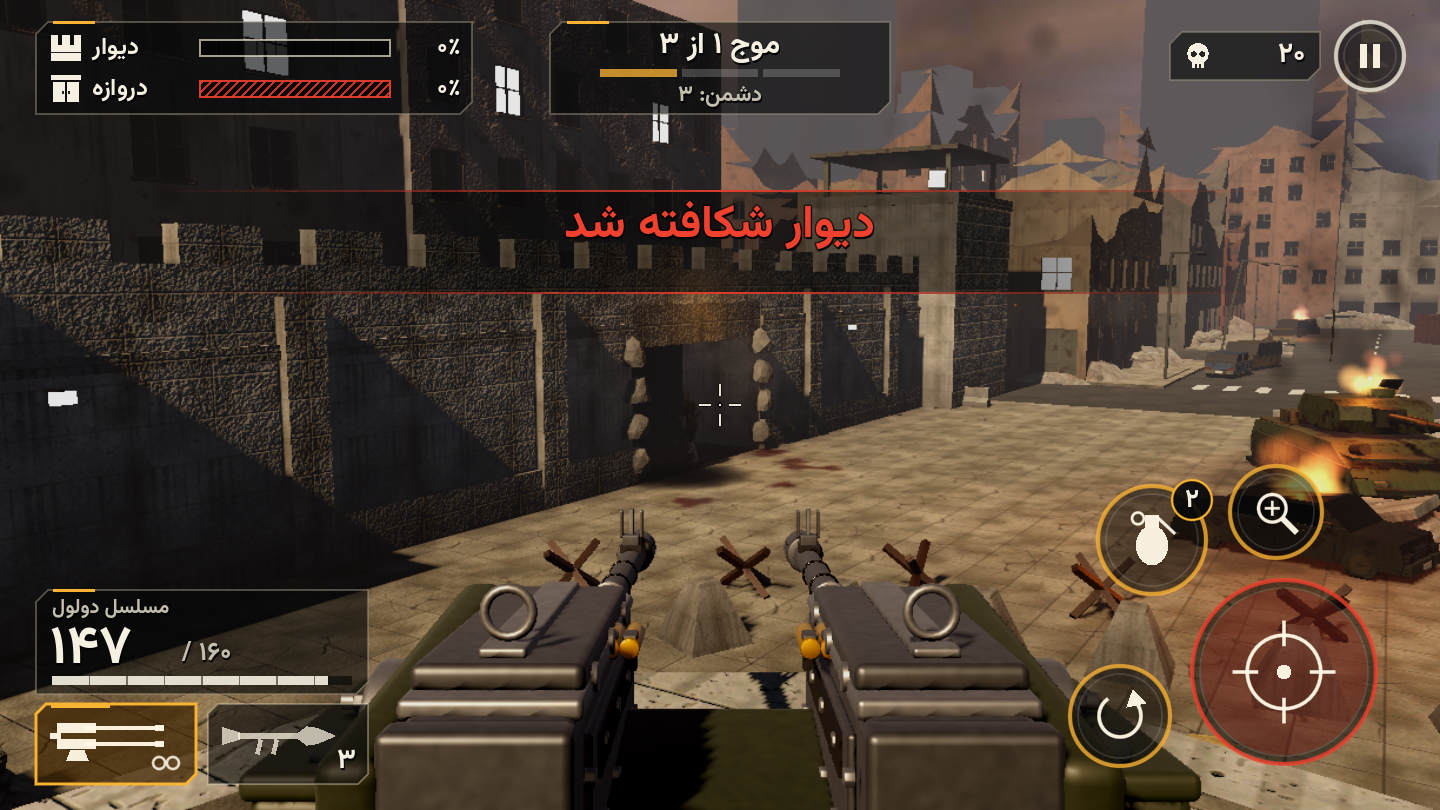 دیوار ۰٪
دروازه ۰٪
موج ۱ از ۳
دشمن: ۳
۲۰
دیوار شکافته شد
۲
مسلسل دولول
۱۴۷ / ۱۶۰
∞
۳